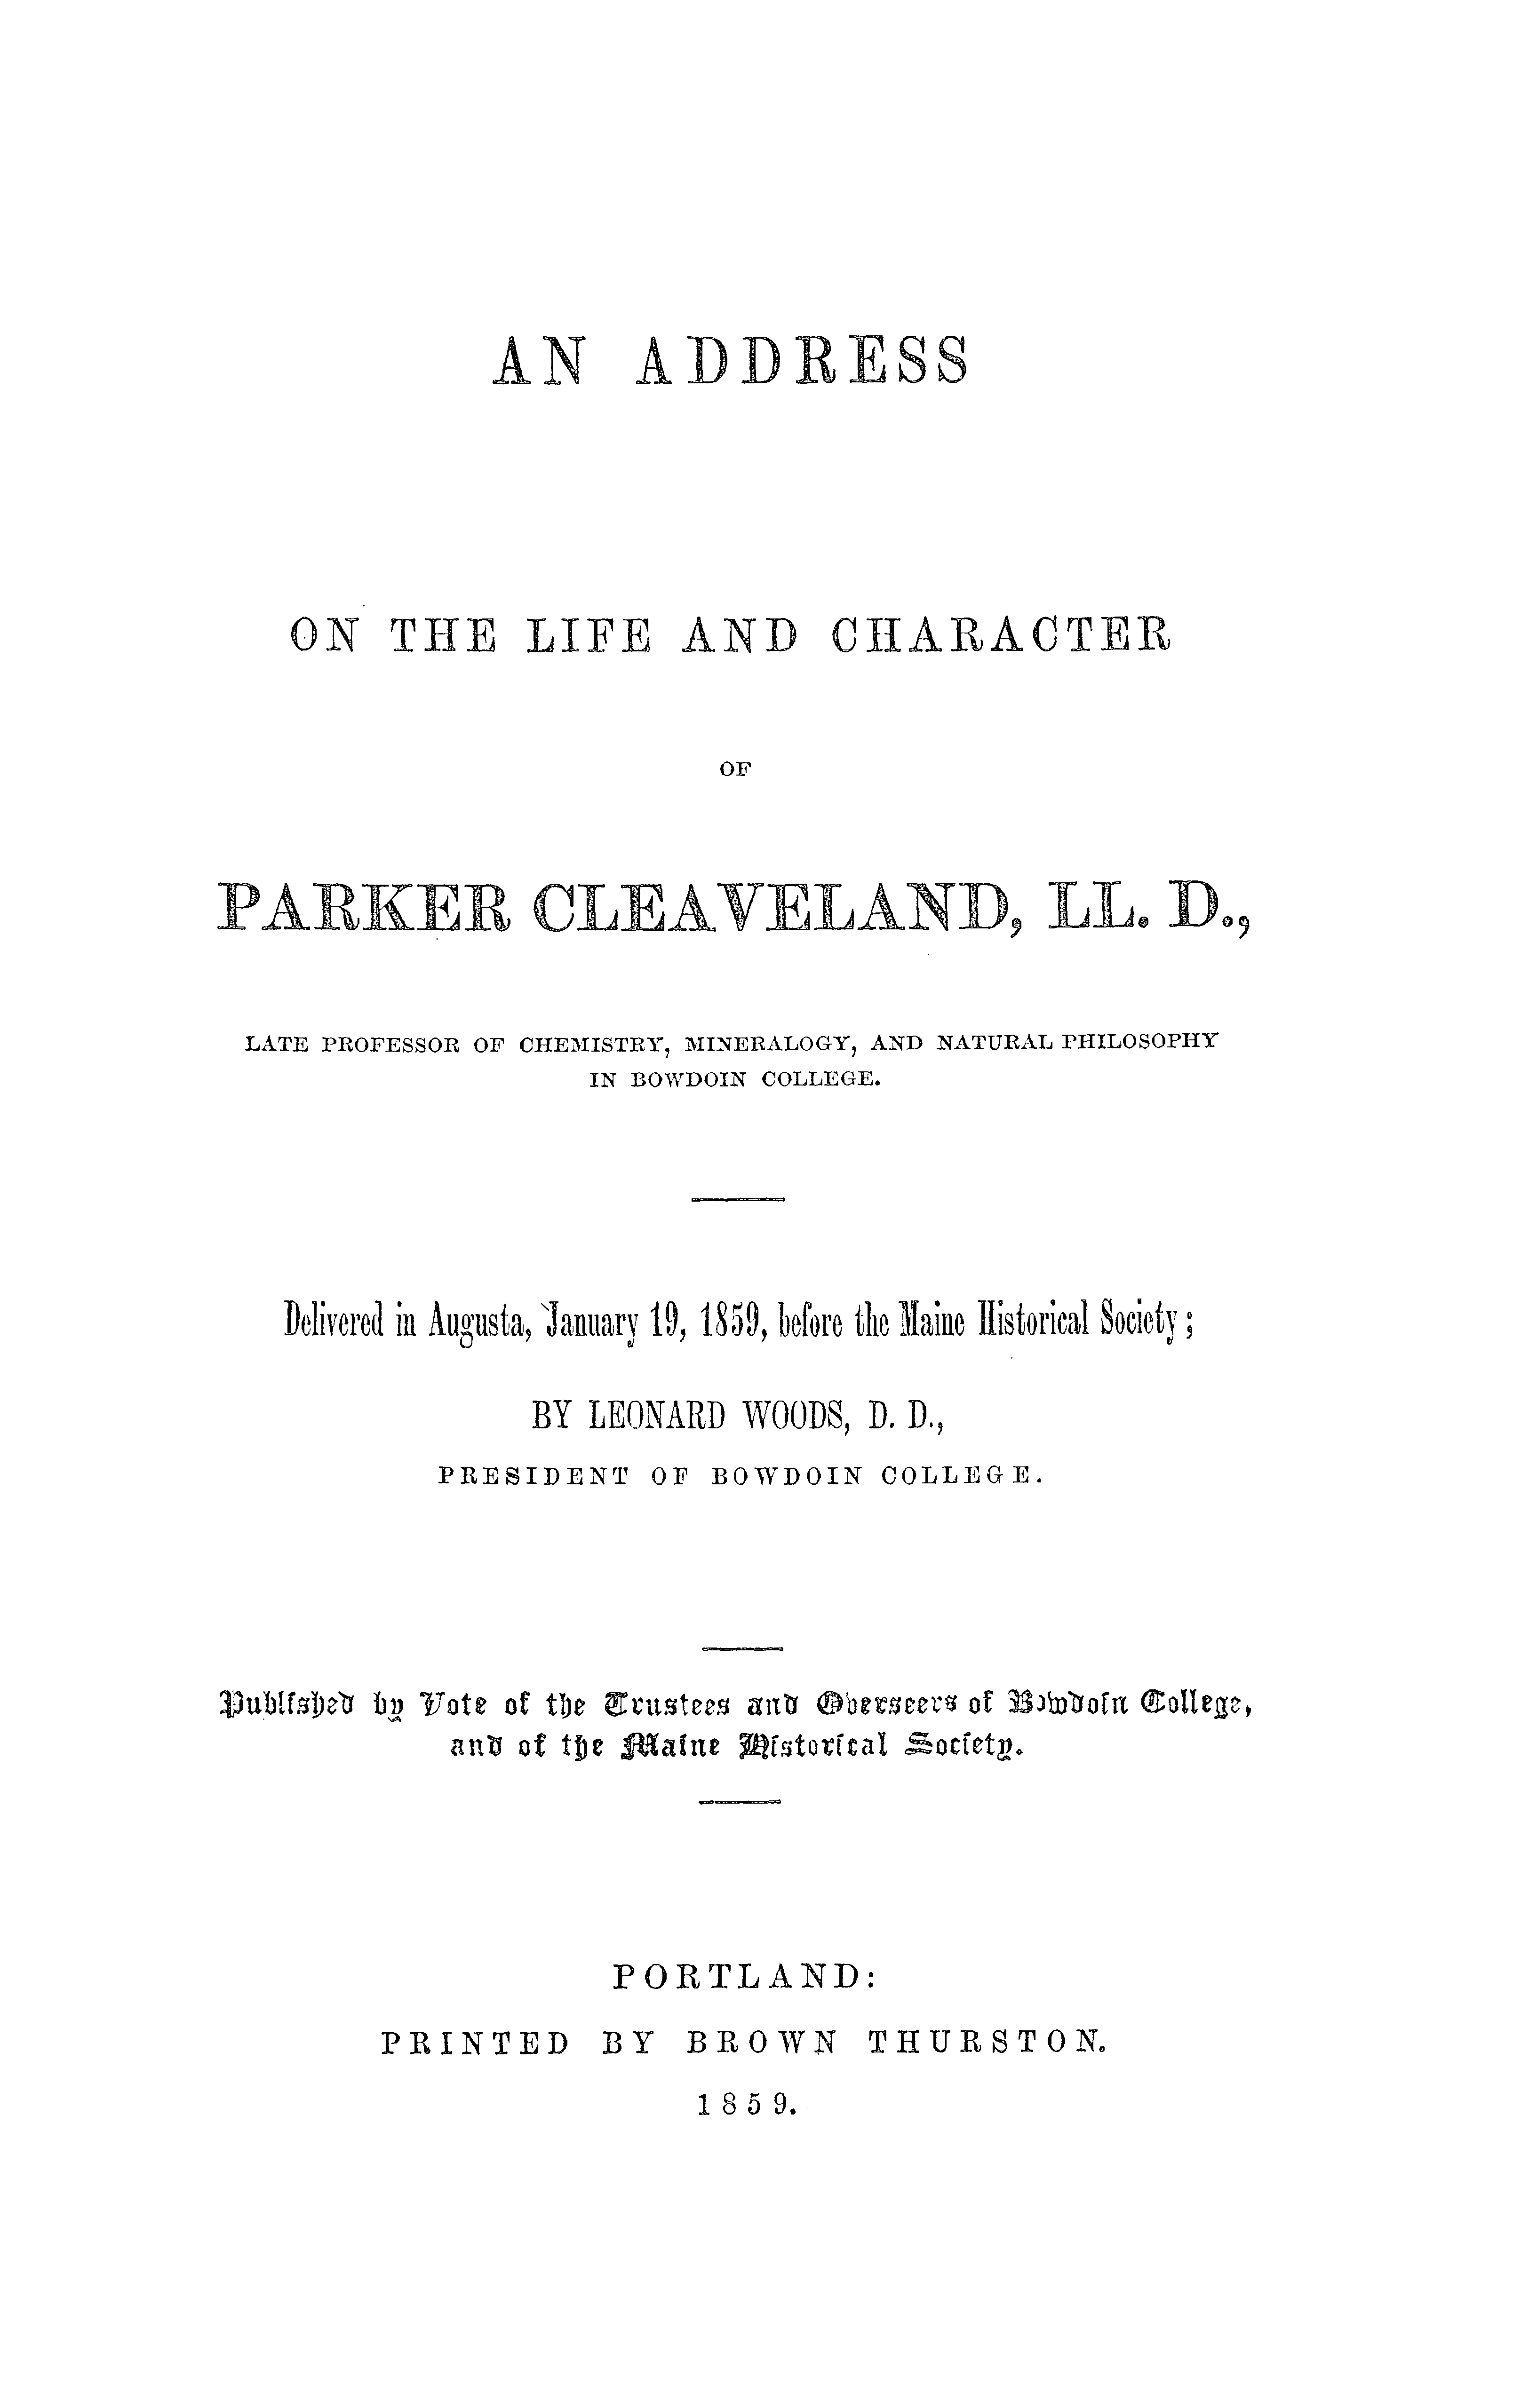 AN ADDRESS
ON THE LIFE AND CHARACTER
OF
PARKER CLEAVELAND, LL. D.,
LATE PROFESSOR OF CHEMISTRY, MINERALOGY, AND NATURAL PHILOSOPHY
IN BOWDOIN COLLEGE.
Delivered in Augusta, January 19, 1859, before the Maine Historical Society;
BY LEONARD WOODS, D. D.,
PRESIDENT OF BOWDOIN COLLEGE.
Published by Vote of the Trustees and Overseers of Bowdoin College,
and of the Maine Historical Society.
PORTLAND:
PRINTED BY BROWN THURSTON.
1859.